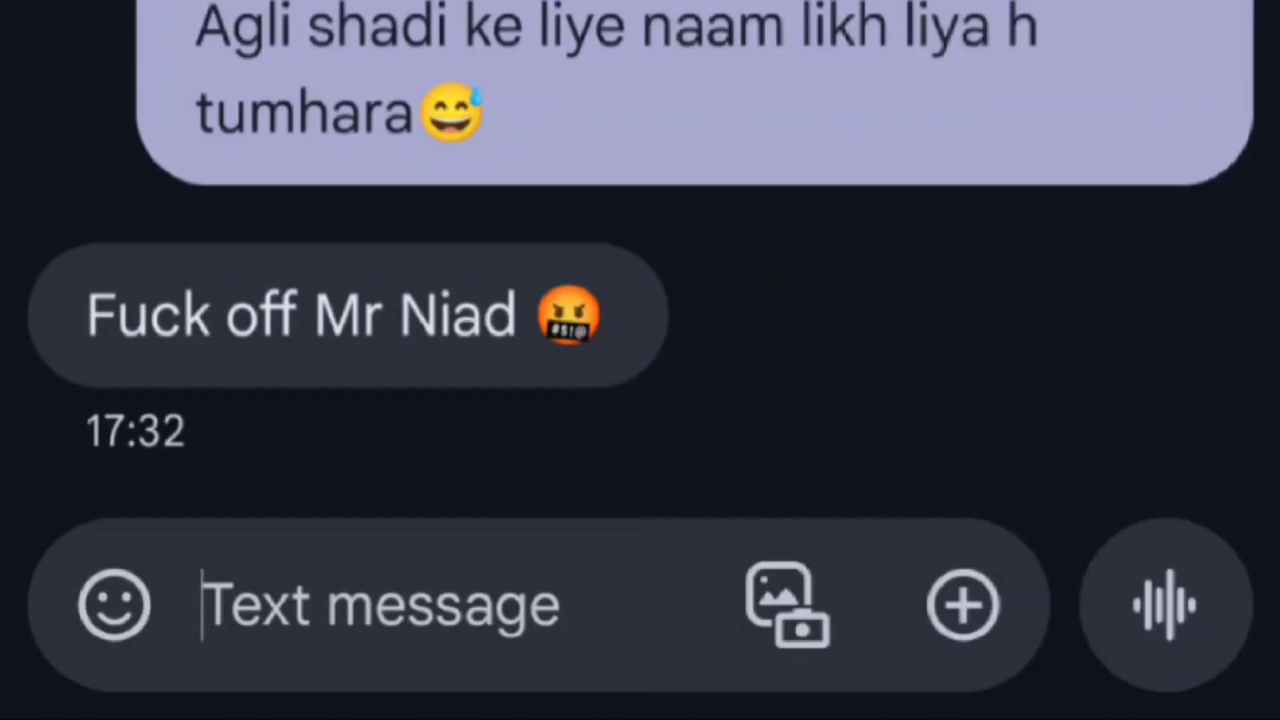 Agli shadi ke liye naam likh liya h
tumhara😅
Fuck off Mr Niad 🤬
17:32
Text message